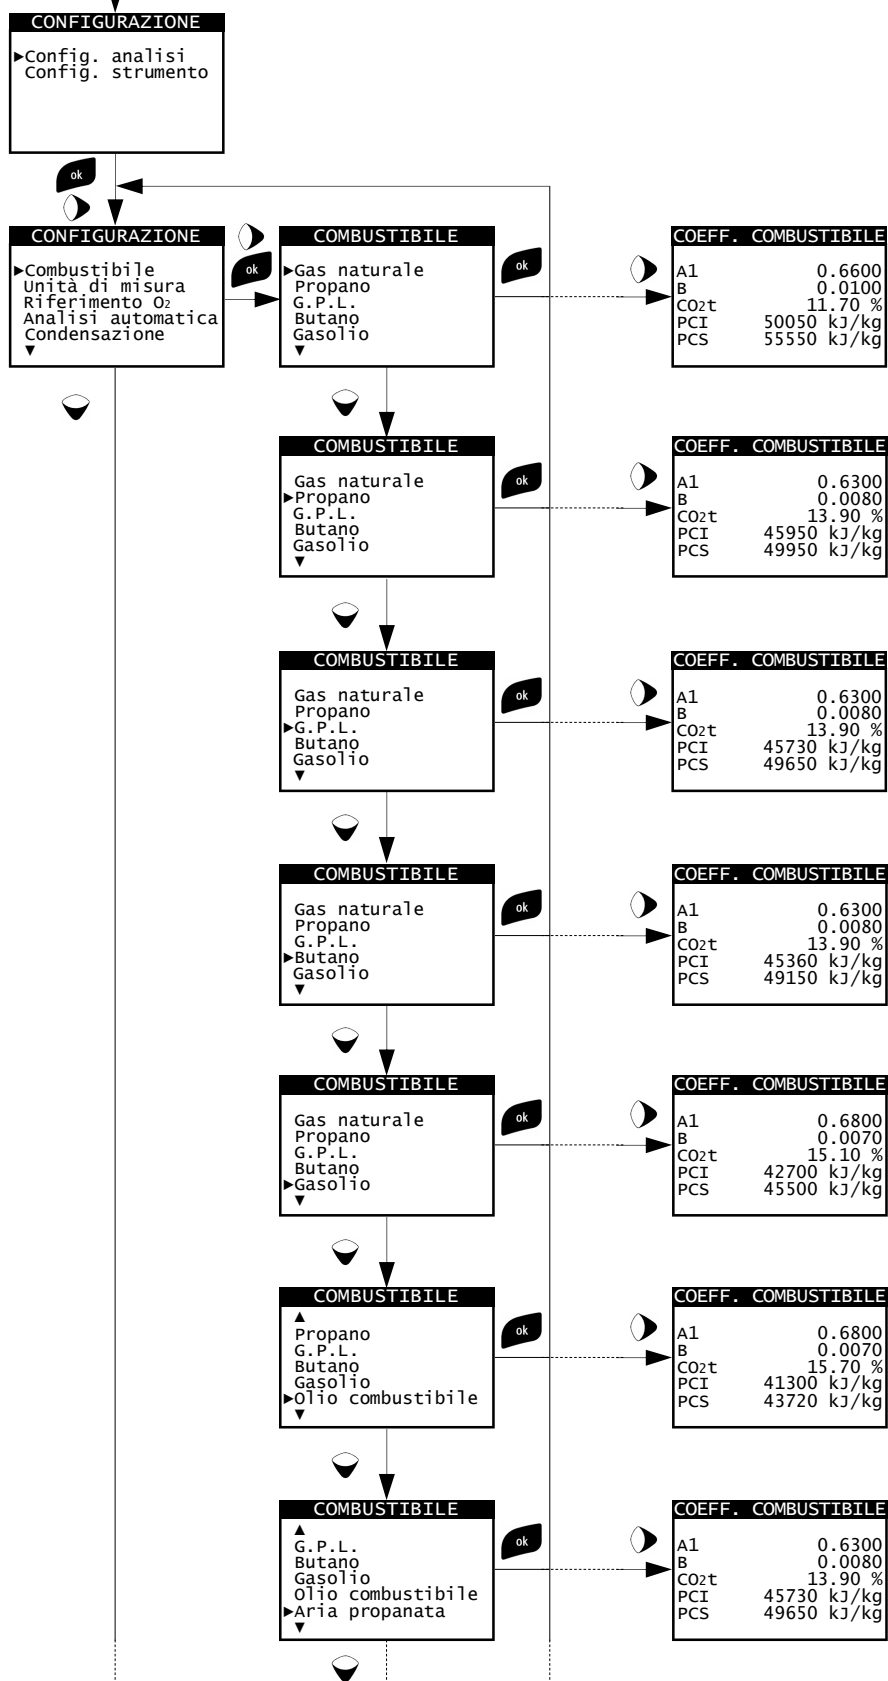 CONFIGURAZIONE
►Config. analisi
Config. strumento
ok
CONFIGURAZIONE
►Combustibile
Unità di misura
Riferimento O2
Analisi automatica
Condensazione
▼
ok
COMBUSTIBILE
►Gas naturale
Propano
G.P.L.
Butano
Gasolio
▼
ok
COEFF. COMBUSTIBILE
A1 0.6600
B 0.0100
CO2t 11.70 %
PCI 50050 kJ/kg
PCS 55550 kJ/kg
COMBUSTIBILE
Gas naturale
►Propano
G.P.L.
Butano
Gasolio
▼
ok
COEFF. COMBUSTIBILE
A1 0.6300
B 0.0080
CO2t 13.90 %
PCI 45950 kJ/kg
PCS 49950 kJ/kg
COMBUSTIBILE
Gas naturale
Propano
►G.P.L.
Butano
Gasolio
▼
ok
COEFF. COMBUSTIBILE
A1 0.6300
B 0.0080
CO2t 13.90 %
PCI 45730 kJ/kg
PCS 49650 kJ/kg
COMBUSTIBILE
Gas naturale
Propano
G.P.L.
►Butano
Gasolio
▼
ok
COEFF. COMBUSTIBILE
A1 0.6300
B 0.0080
CO2t 13.90 %
PCI 45360 kJ/kg
PCS 49150 kJ/kg
COMBUSTIBILE
Gas naturale
Propano
G.P.L.
Butano
►Gasolio
▼
ok
COEFF. COMBUSTIBILE
A1 0.6800
B 0.0070
CO2t 15.10 %
PCI 42700 kJ/kg
PCS 45500 kJ/kg
COMBUSTIBILE
▲
Propano
G.P.L.
Butano
Gasolio
►Olio combustibile
▼
ok
COEFF. COMBUSTIBILE
A1 0.6800
B 0.0070
CO2t 15.70 %
PCI 41300 kJ/kg
PCS 43720 kJ/kg
COMBUSTIBILE
▲
G.P.L.
Butano
Gasolio
Olio combustibile
►Aria propanata
▼
ok
COEFF. COMBUSTIBILE
A1 0.6300
B 0.0080
CO2t 13.90 %
PCI 45730 kJ/kg
PCS 49650 kJ/kg